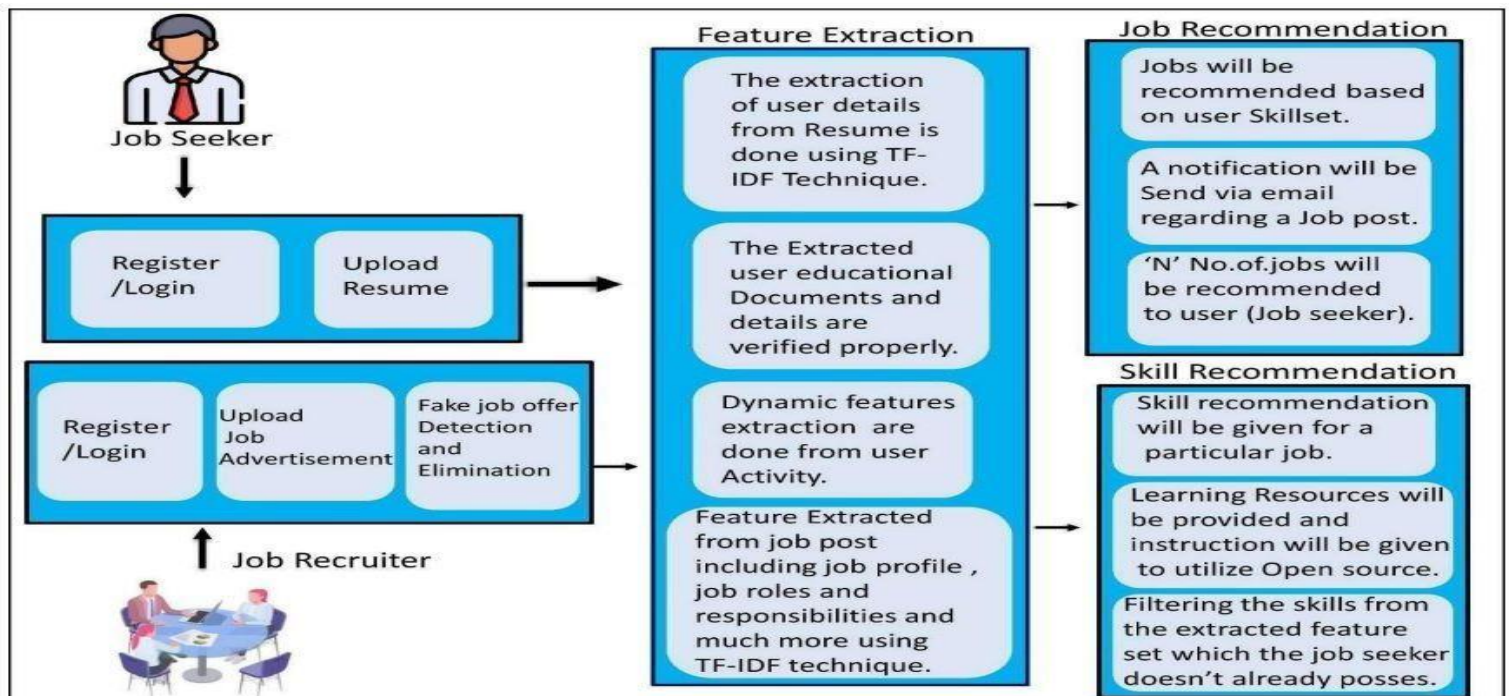 Job Seeker
Register
/Login
Upload
Resume
Register
/Login
Upload
Job
Advertisement
Fake job offer
Detection
and
Elimination
Job Recruiter
Feature Extraction
The extraction
of user details
from Resume is
done using TF-
IDF Technique.
The Extracted
user educational
Documents and
details are
verified properly.
Dynamic features
extraction are
done from user
Activity.
Feature Extracted
from job post
including job profile ,
job roles and
responsibilities and
much more using
TF-IDF technique.
Job Recommendation
Jobs will be
recommended based
on user Skillset.
A notification will be
Send via email
regarding a Job post.
‘N’ No.of.jobs will
be recommended
to user (Job seeker).
Skill Recommendation
Skill recommendation
will be given for a
particular job.
Learning Resources will
be provided and
instruction will be given
to utilize Open source.
Filtering the skills from
the extracted feature
set which the job seeker
doesn’t already posses.